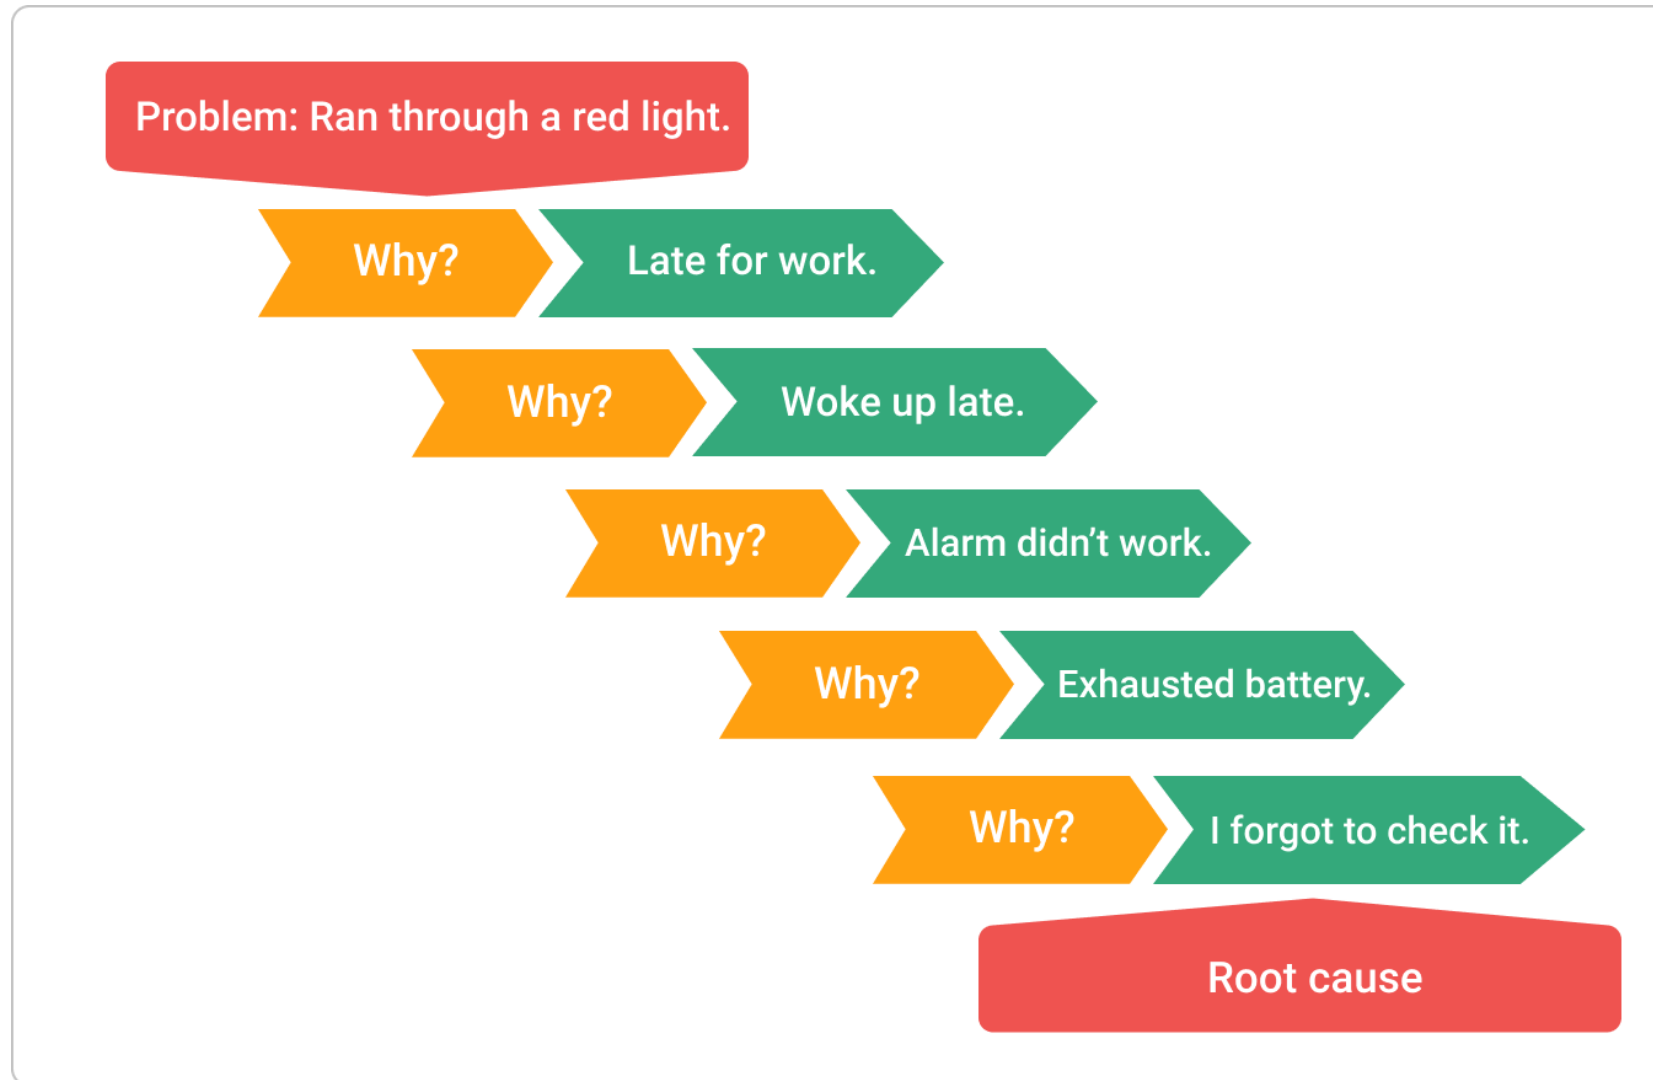 Problem: Ran through a red light.
Why?
Late for work.
Why?
Woke up late.
Why?
Alarm didn’t work.
Why?
Exhausted battery.
Why?
I forgot to check it.
Root cause